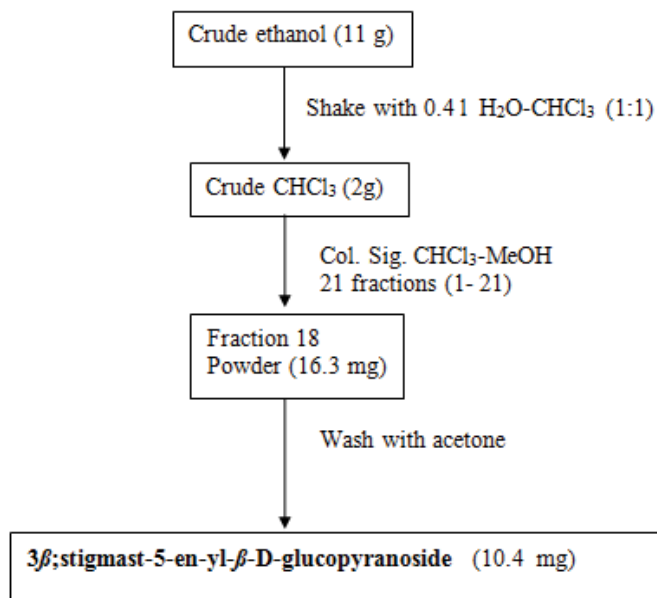 Crude ethanol (11 g)
Shake with 0.4 l H₂O-CHCl₃ (1:1)
Crude CHCl₃ (2g)
Col. Sig. CHCl₃-MeOH
21 fractions (1- 21)
Fraction 18
Powder (16.3 mg)
Wash with acetone
3β;stigmast-5-en-yl-β-D-glucopyranoside (10.4 mg)